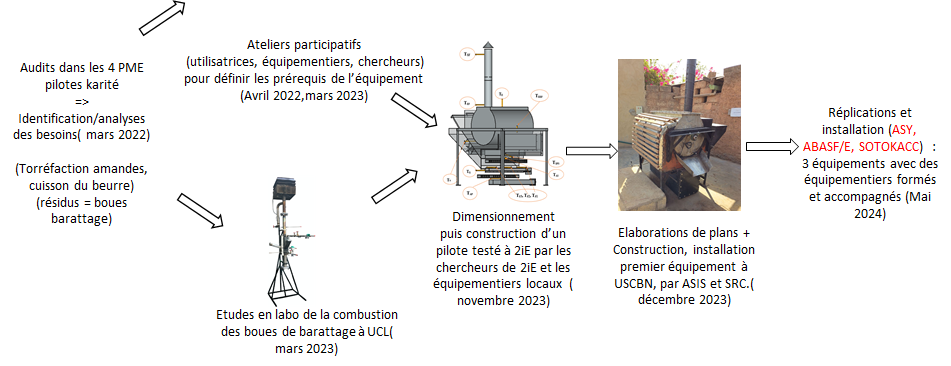 Audits dans les 4 PME
pilotes karité
=>
Identification/analyses
des besoins( mars 2022)
(Torréfaction amandes,
cuisson du beurre)
(résidus = boues
barattage)
Ateliers participatifs
(utilisatrices, équipementiers, chercheurs)
pour définir les prérequis de l’équipement
(Avril 2022,mars 2023)
Etudes en labo de la combustion
des boues de barattage à UCL(
mars 2023)
Dimensionnement
puis construction d’un
pilote testé à 2iE par les
chercheurs de 2iE et les
équipementiers locaux (
novembre 2023)
Elaborations de plans +
Construction, installation
premier équipement à
USCBN, par ASIS et SRC.(
décembre 2023)
Réplications et
installation (ASY,
ABASF/E, SOTOKACC) :
3 équipements avec des
équipementiers formés
et accompagnés (Mai
2024)